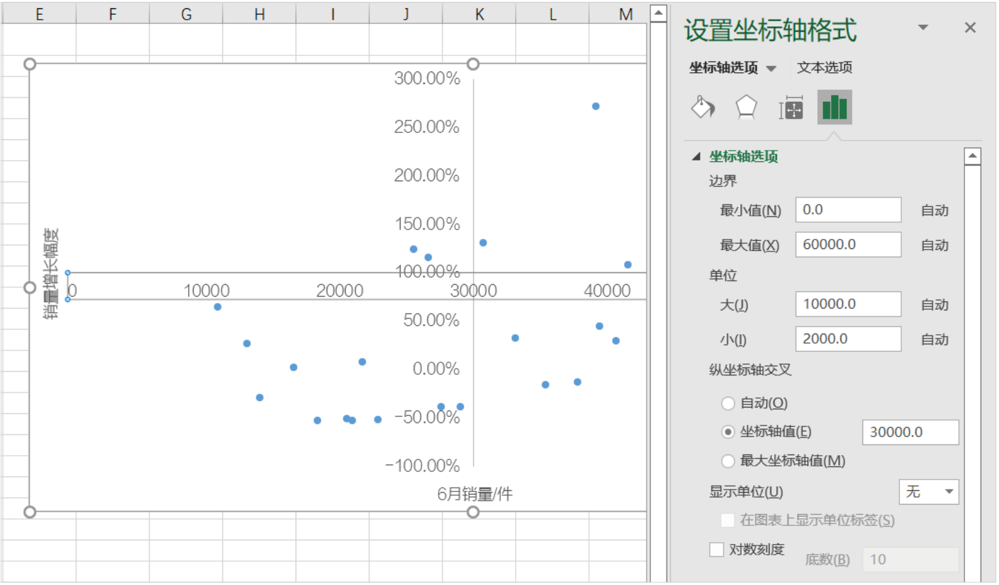 E F G H I J K L M
300.00%
250.00%
200.00%
150.00%
100.00%
销量增长幅度
0 10000 20000 30000 40000
50.00%
0.00%
-50.00%
-100.00%
6月销量/件
设置坐标轴格式
坐标轴选项 文本选项
坐标轴选项
边界
最小值(N) 0.0 自动
最大值(X) 60000.0 自动
单位
大(J) 10000.0 自动
小(I) 2000.0 自动
纵坐标轴交叉
自动(O)
坐标轴值(E) 30000.0
最大坐标轴值(M)
显示单位(U) 无
在图表上显示单位标签(S)
对数刻度 底数(B) 10